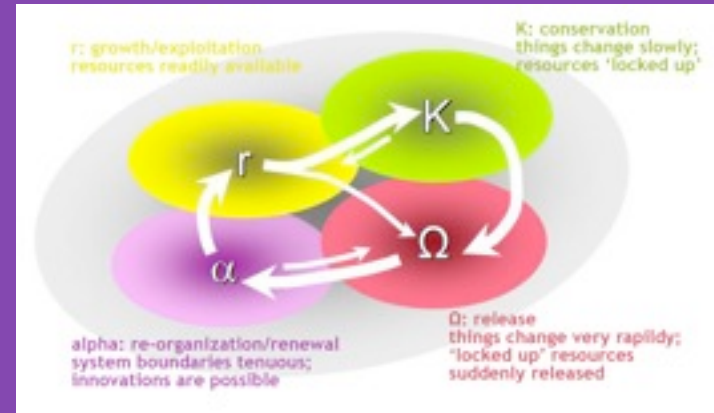 r: growth/exploitation
resources readily available
K: conservation
things change slowly;
resources 'locked up'
K
r
Ω
α
alpha: re-organization/renewal
system boundaries tenuous;
innovations are possible
Ω: release
things change very rapildy;
'locked up' resources
suddenly released